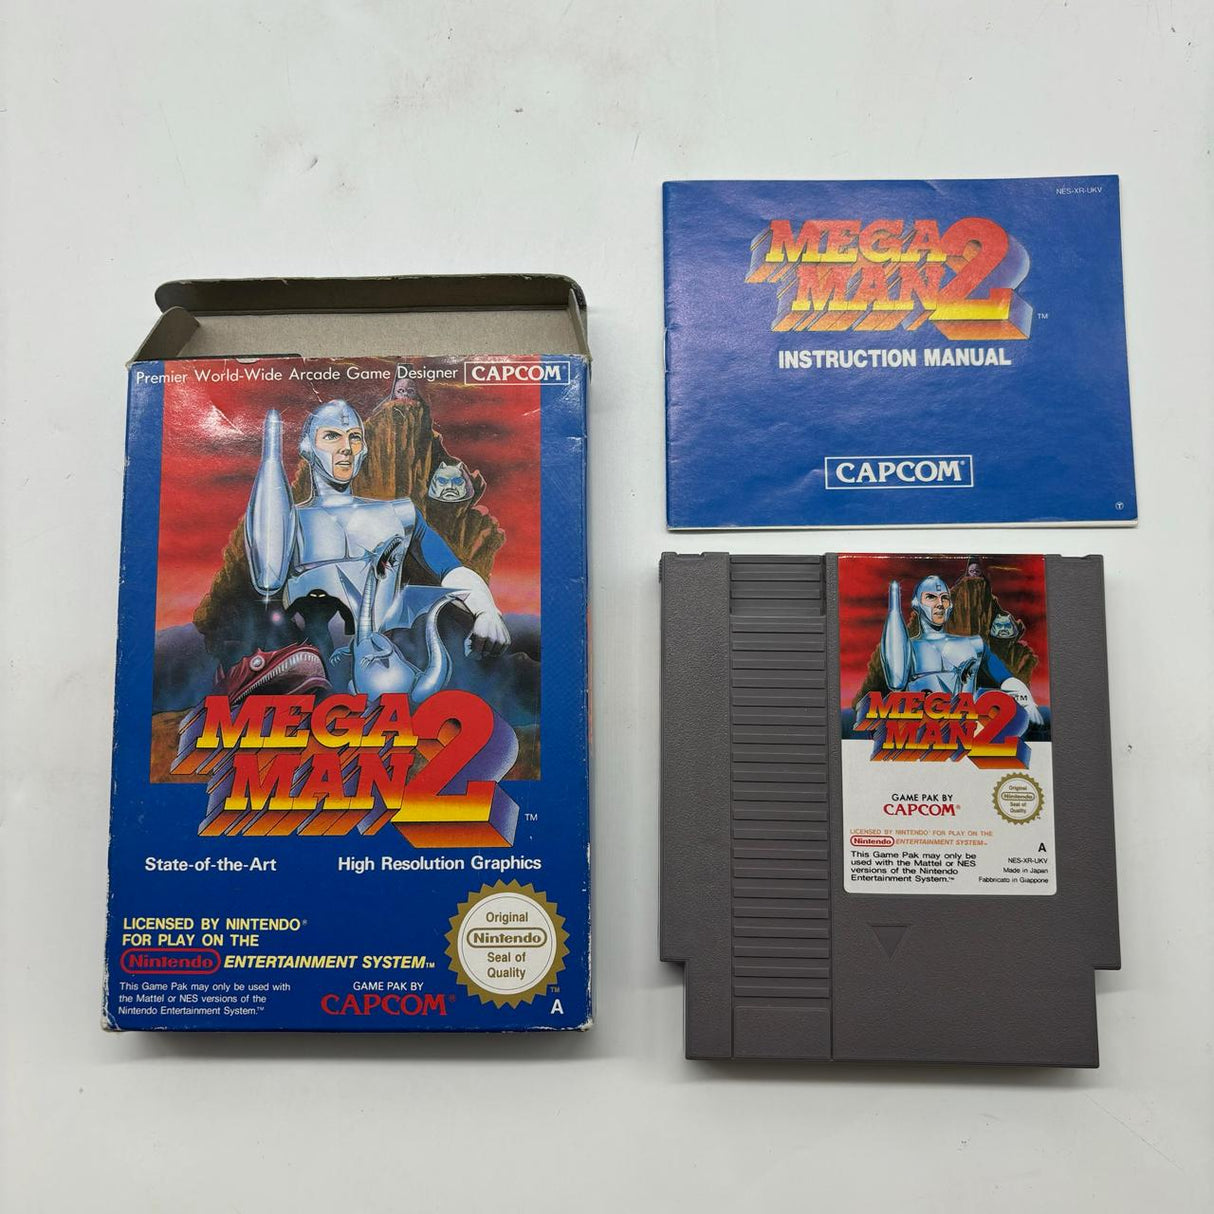 Premier World-Wide Arcade Game Designer CAPCOM
MEGA
MAN 2
TM
State-of-the-Art High Resolution Graphics
LICENSED BY NINTENDO®
FOR PLAY ON THE
Nintendo ENTERTAINMENT SYSTEM™
This Game Pak may only be used with
the Mattel or NES versions of the
Nintendo Entertainment System.™
GAME PAK BY
CAPCOM®
Original
Nintendo
Seal of
Quality
TM
A
NES-XR-UKV
MEGA
MAN 2
TM
INSTRUCTION MANUAL
CAPCOM®
T
TM
MEGA
MAN 2
GAME PAK BY
CAPCOM®
Original
Nintendo
Seal of
Quality
LICENSED BY NINTENDO® FOR PLAY ON THE
Nintendo ENTERTAINMENT SYSTEM™
This Game Pak may only be
used with the Mattel or NES
versions of the Nintendo
Entertainment System.™
A
NES-XR-UKV
Made in Japan
Fabbricato in Giappone